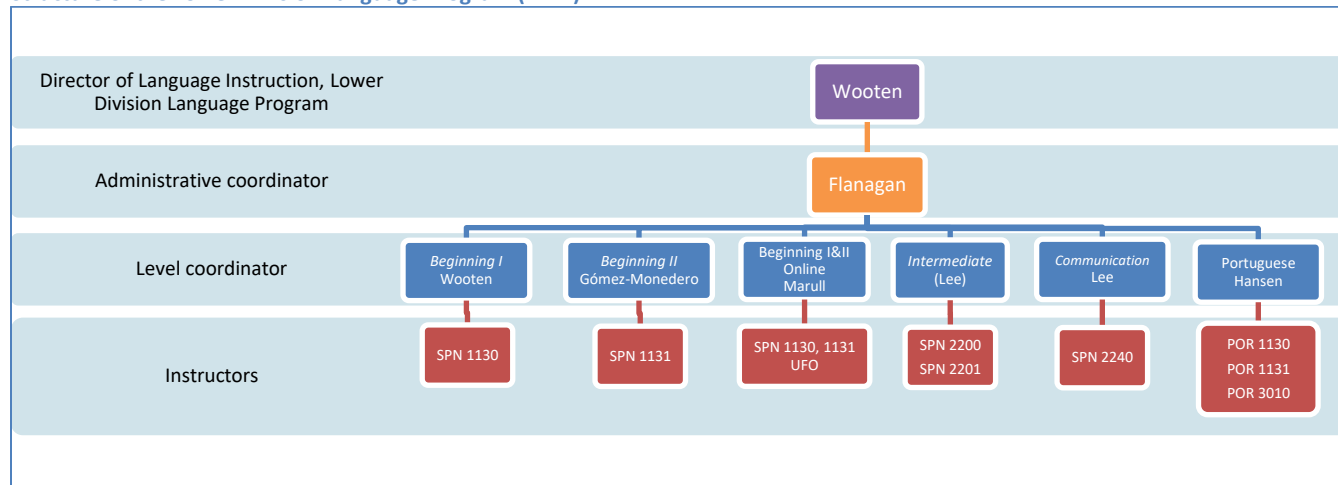 Director of Language Instruction, Lower
Division Language Program
Wooten
Administrative coordinator
Flanagan
Level coordinator
Beginning I
Wooten
Beginning II
Gómez-Monedero
Beginning I&II
Online
Marull
Intermediate
(Lee)
Communication
Lee
Portuguese
Hansen
Instructors
SPN 1130
SPN 1131
SPN 1130, 1131
UFO
SPN 2200
SPN 2201
SPN 2240
POR 1130
POR 1131
POR 3010